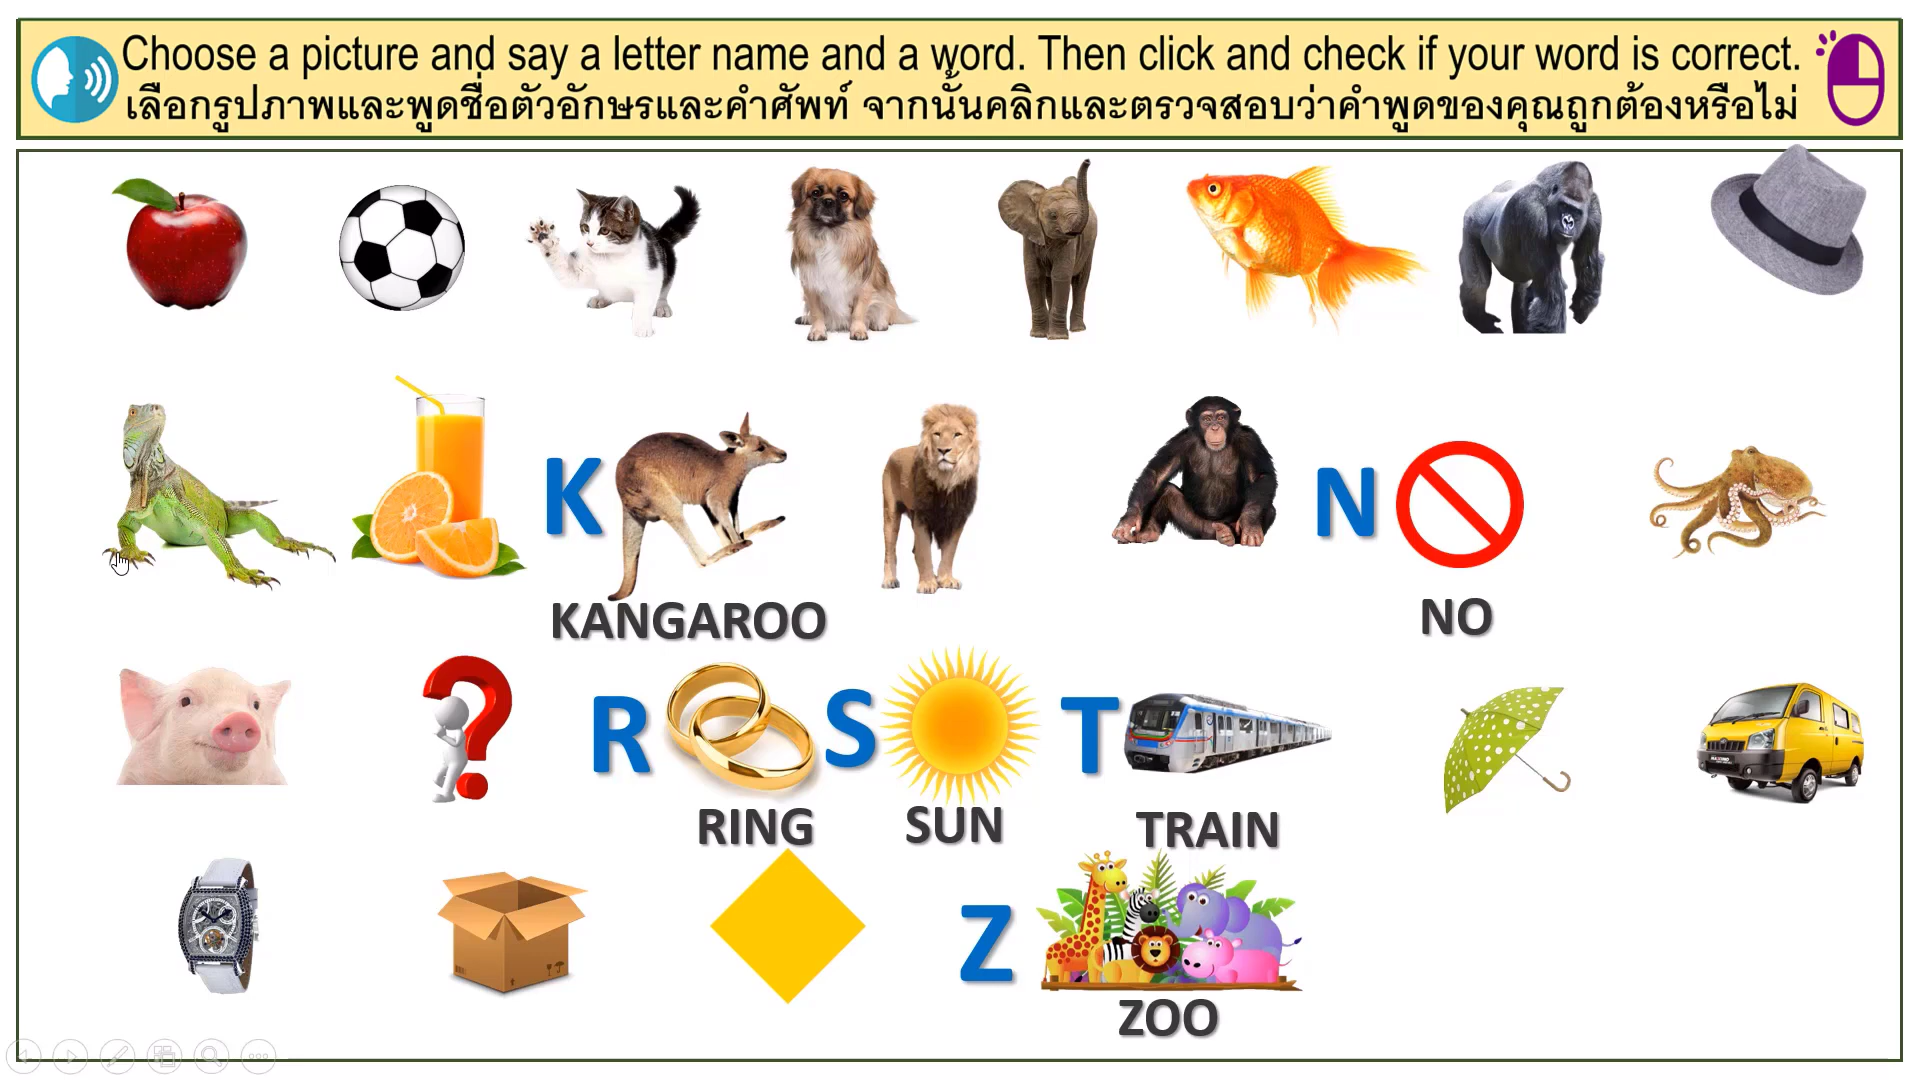 Choose a picture and say a letter name and a word. Then click and check if your word is correct.
เลือกรูปภาพและพูดชื่อตัวอักษรและคำศัพท์ จากนั้นคลิกและตรวจสอบว่าคำพูดของคุณถูกต้องหรือไม่
K
N
KANGAROO
NO
R
S
T
RING
SUN
TRAIN
Z
ZOO